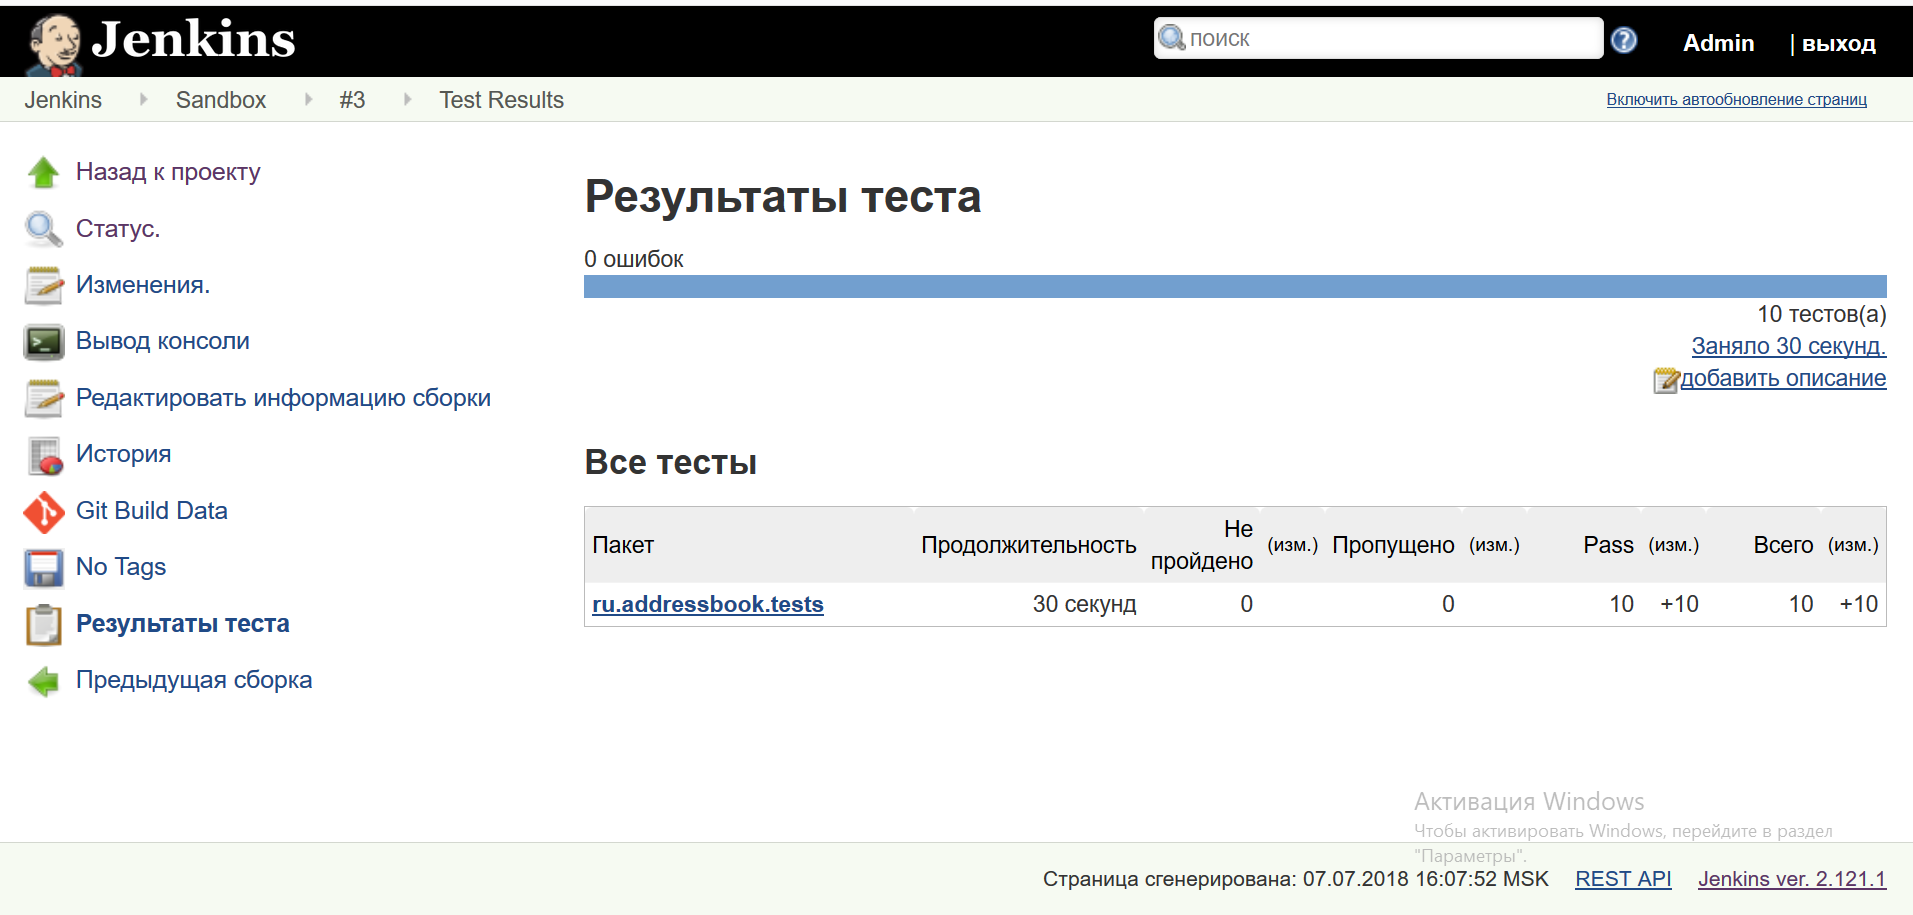 Jenkins
поиск
Admin
| выход
Jenkins
Sandbox
#3
Test Results
Включить автообновление страниц
Назад к проекту
Статус.
Изменения.
Вывод консоли
Редактировать информацию сборки
История
Git Build Data
No Tags
Результаты теста
Предыдущая сборка
Результаты теста
0 ошибок
10 тестов(а)
Заняло 30 секунд.
добавить описание
Все тесты
Пакет Продолжительность Не пройдено (изм.) Пропущено (изм.) Pass (изм.) Всего (изм.)
ru.addressbook.tests 30 секунд 0 0 10 +10 10 +10
Активация Windows
Чтобы активировать Windows, перейдите в раздел
"Параметры".
Страница сгенерирована: 07.07.2018 16:07:52 MSK REST API Jenkins ver. 2.121.1